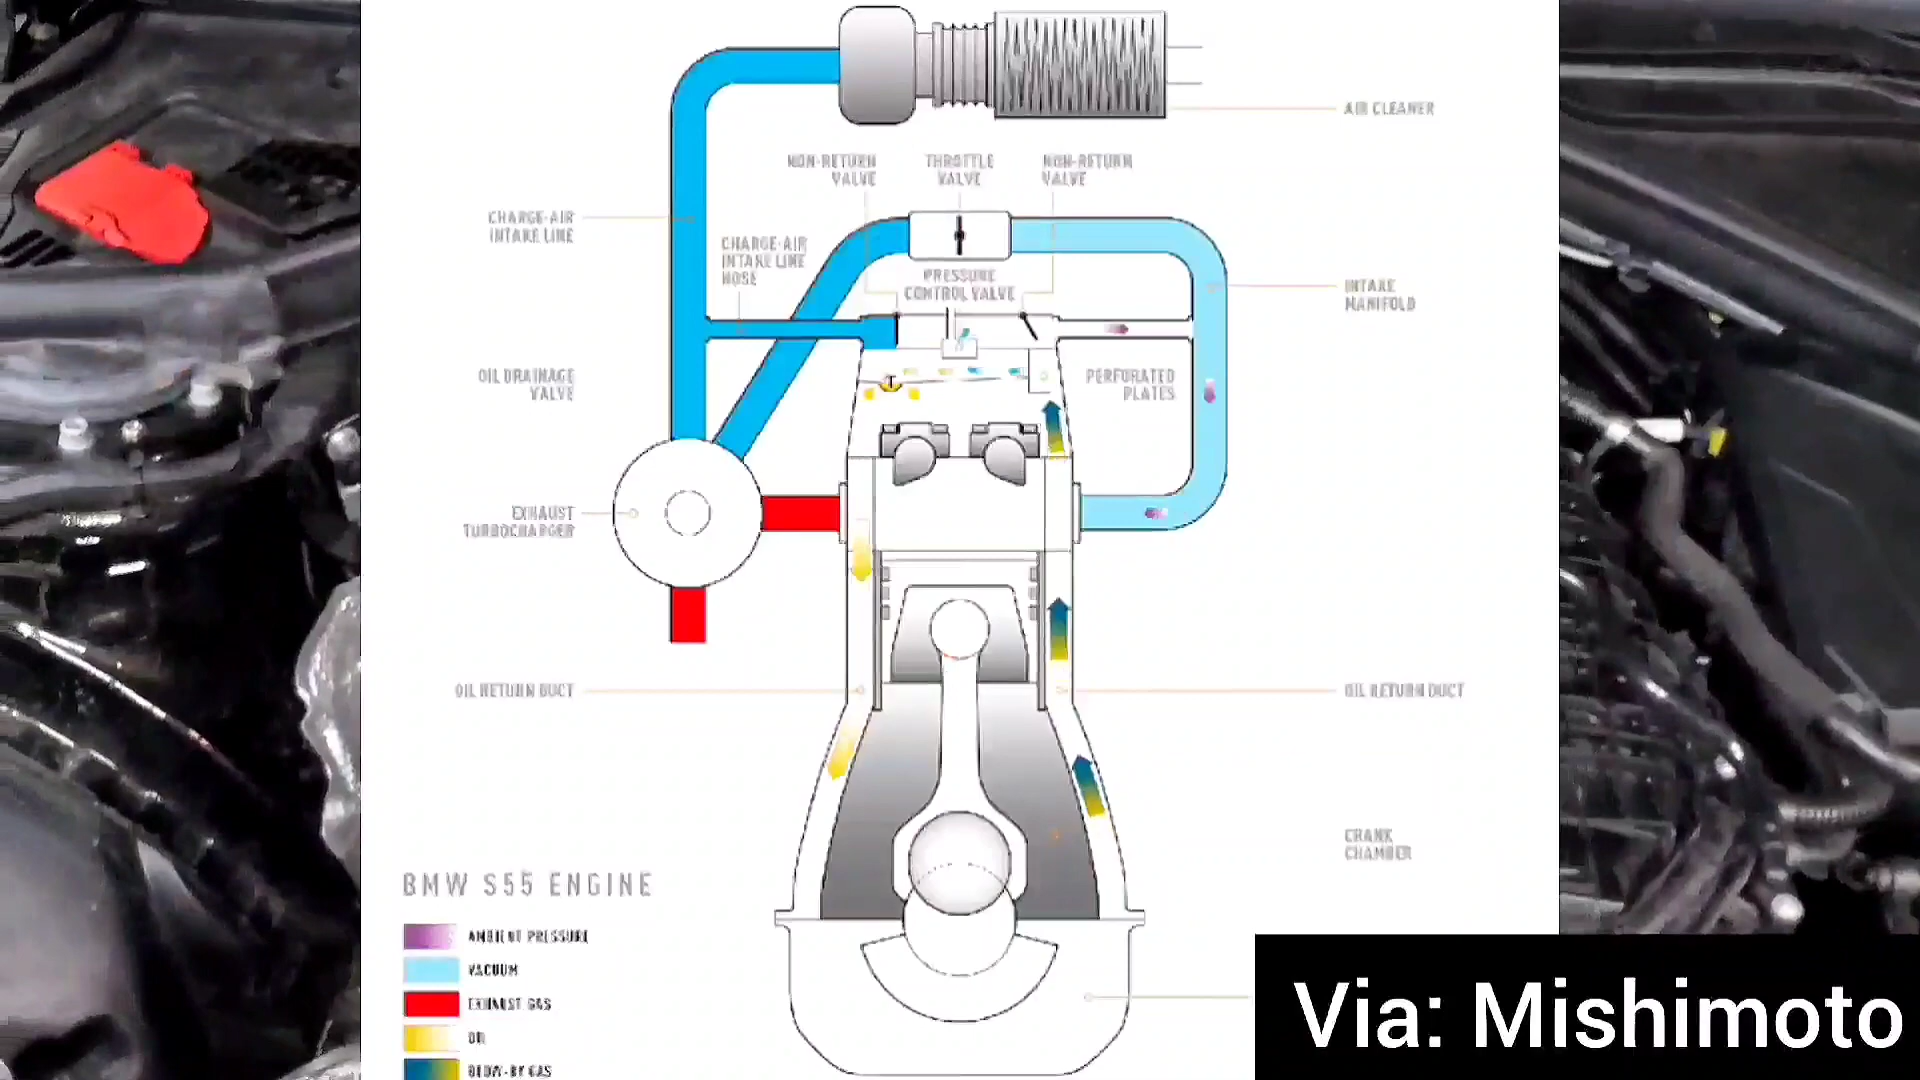 AIR CLEANER
NON-RETURN
VALVE
THROTTLE
VALVE
NON-RETURN
VALVE
CHARGE-AIR
INTAKE LINE
CHARGE-AIR
INTAKE LINE
HOSE
PRESSURE
CONTROL VALVE
INTAKE
MANIFOLD
OIL DRAINAGE
VALVE
PERFORATED
PLATES
EXHAUST
TURBOCHARGER
OIL RETURN DUCT
OIL RETURN DUCT
CRANK
CHAMBER
BMW S55 ENGINE
AMBIENT PRESSURE
VACUUM
EXHAUST GAS
OIL
BLOW-BY GAS
Via: Mishimoto